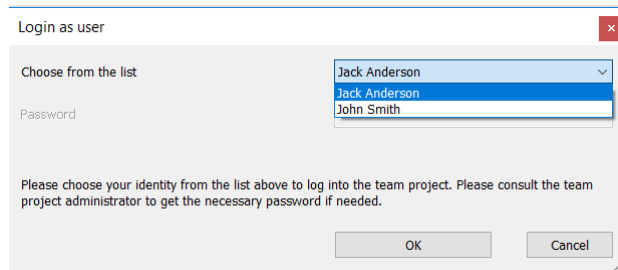 Login as user
Choose from the list
Jack Anderson
Jack Anderson
John Smith
Password
Please choose your identity from the list above to log into the team project. Please consult the team
project administrator to get the necessary password if needed.
OK
Cancel